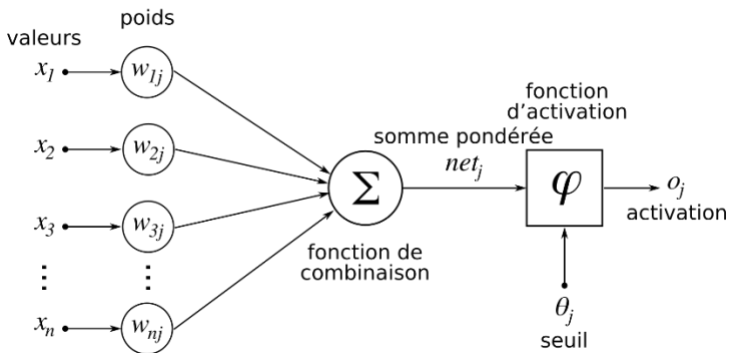 poids
valeurs
x₁
w₁ⱼ
x₂
w₂ⱼ
x₃
w₃ⱼ
⋮
⋮
xₙ
wₙⱼ
Σ
fonction de
combinaison
somme pondérée
netⱼ
fonction
d'activation
φ
oⱼ
activation
θⱼ
seuil